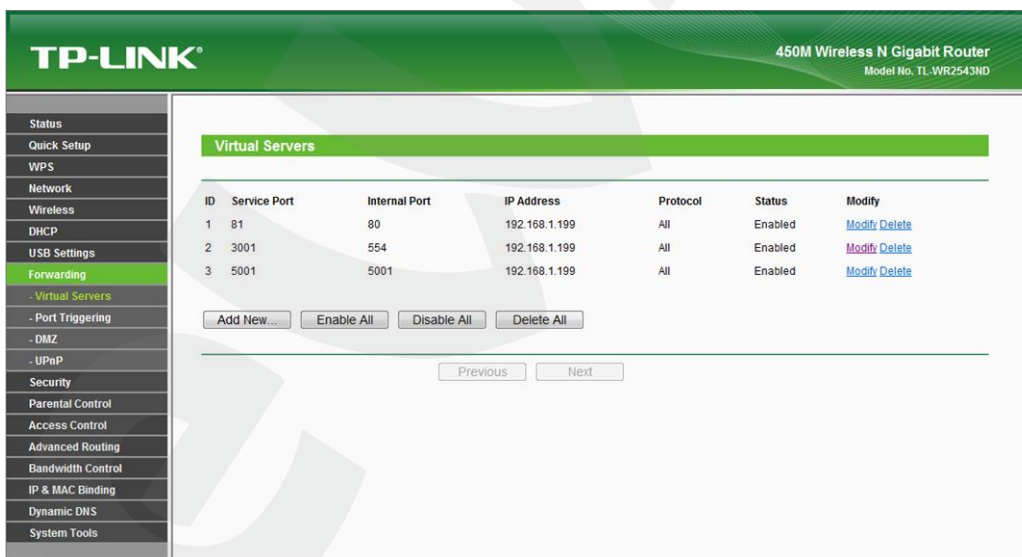 TP-LINK®
450M Wireless N Gigabit Router
Model No. TL-WR2543ND
Status
Quick Setup
WPS
Network
Wireless
DHCP
USB Settings
Forwarding
- Virtual Servers
- Port Triggering
- DMZ
- UPnP
Security
Parental Control
Access Control
Advanced Routing
Bandwidth Control
IP & MAC Binding
Dynamic DNS
System Tools
Virtual Servers
ID Service Port Internal Port IP Address Protocol Status Modify
1 81 80 192.168.1.199 All Enabled Modify Delete
2 3001 554 192.168.1.199 All Enabled Modify Delete
3 5001 5001 192.168.1.199 All Enabled Modify Delete
Add New... Enable All Disable All Delete All
Previous Next